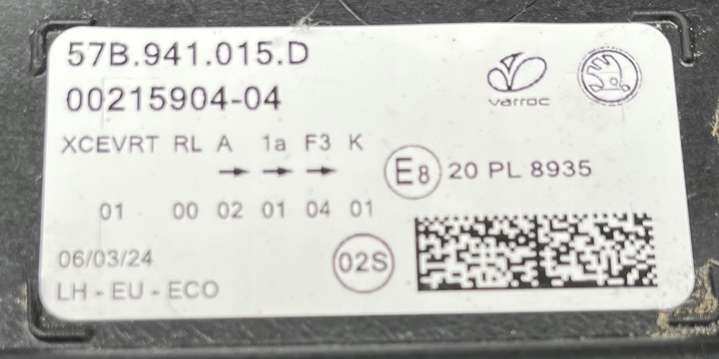 57B.941.015.D
00215904-04
varroc
XCEVRT RL A 1a F3 K
→ → →
E8 20 PL 8935
01 00 02 01 04 01
06/03/24
02S
LH - EU - ECO